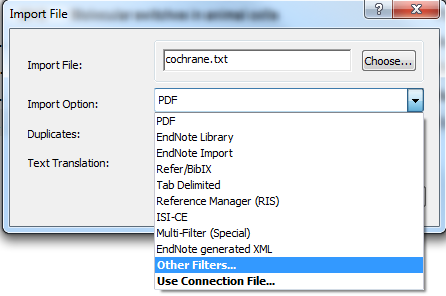 Import File
Import File:
cochrane.txt
Choose...
Import Option:
PDF
Duplicates:
Text Translation:
PDF
EndNote Library
EndNote Import
Refer/BibIX
Tab Delimited
Reference Manager (RIS)
ISI-CE
Multi-Filter (Special)
EndNote generated XML
Other Filters...
Use Connection File...